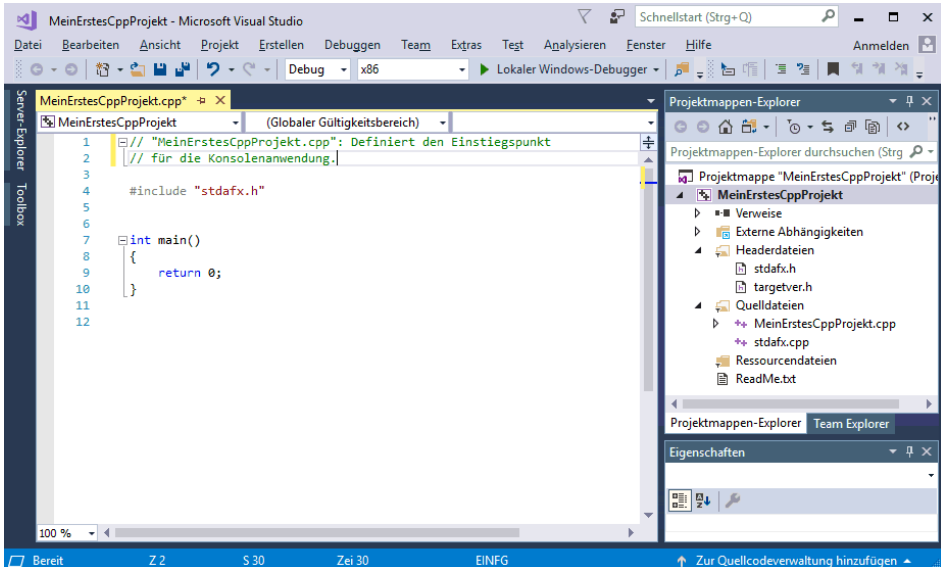 MeinErstesCppProjekt - Microsoft Visual Studio
Schnellstart (Strg+Q)
Datei Bearbeiten Ansicht Projekt Erstellen Debuggen Team Extras Test Analysieren Fenster Hilfe Anmelden
Debug x86 Lokaler Windows-Debugger
Server-Explorer
Toolbox
MeinErstesCppProjekt.cpp*
MeinErstesCppProjekt (Globaler Gültigkeitsbereich)
1 // "MeinErstesCppProjekt.cpp": Definiert den Einstiegspunkt
2 // für die Konsolenanwendung.
3
4 #include "stdafx.h"
5
6
7 int main()
8 {
9 return 0;
10 }
11
12
100 %
Projektmappen-Explorer
Projektmappen-Explorer durchsuchen (Strg
Projektmappe "MeinErstesCppProjekt" (Proje
MeinErstesCppProjekt
Verweise
Externe Abhängigkeiten
Headerdateien
stdafx.h
targetver.h
Quelldateien
MeinErstesCppProjekt.cpp
stdafx.cpp
Ressourcendateien
ReadMe.txt
Projektmappen-Explorer Team Explorer
Eigenschaften
Bereit Z 2 S 30 Zei 30 EINFG Zur Quellcodeverwaltung hinzufügen